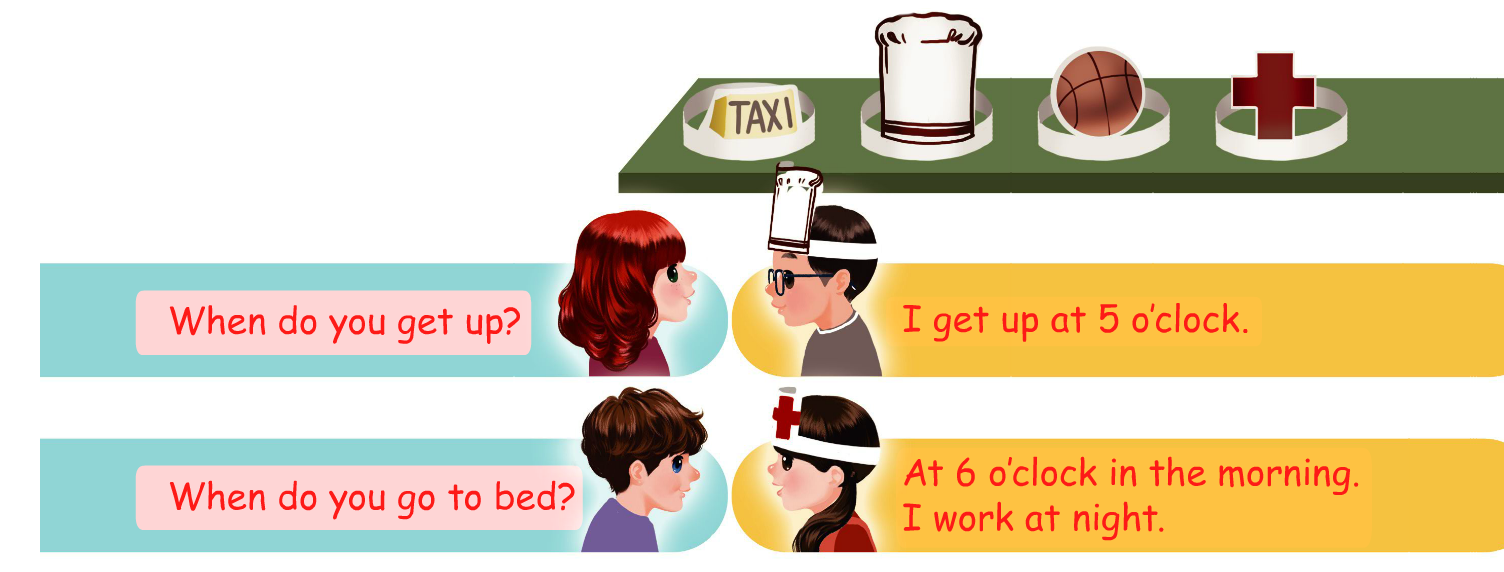 TAXI
When do you get up?
I get up at 5 o'clock.
When do you go to bed?
At 6 o'clock in the morning.
I work at night.